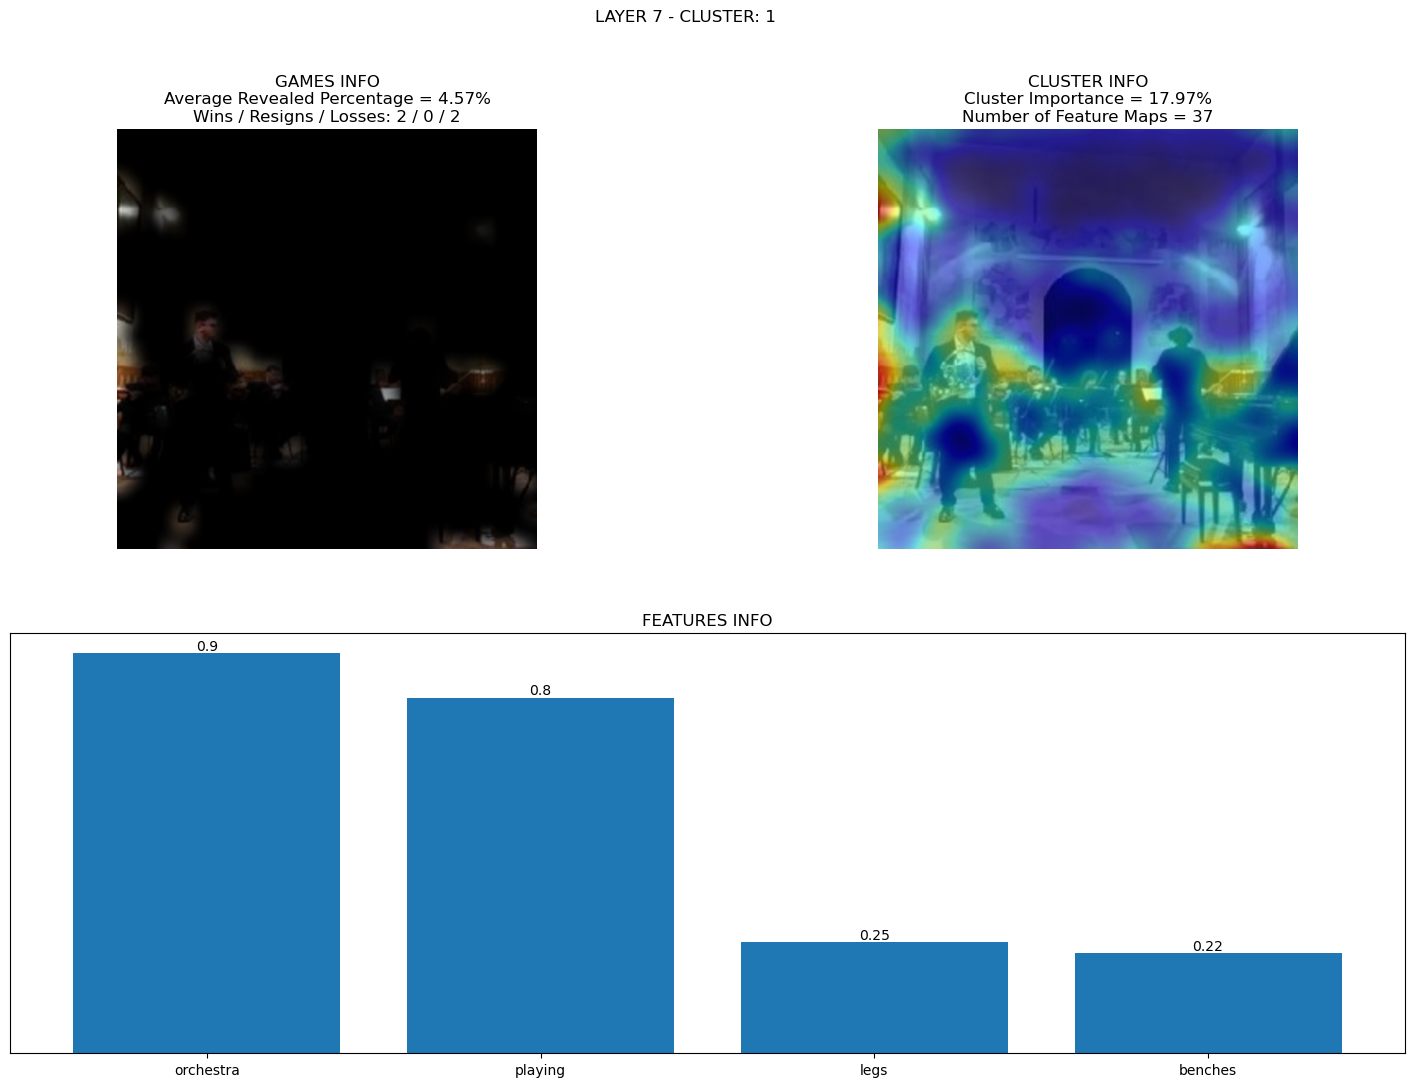 LAYER 7 - CLUSTER: 1
GAMES INFO
Average Revealed Percentage = 4.57%
Wins / Resigns / Losses: 2 / 0 / 2
CLUSTER INFO
Cluster Importance = 17.97%
Number of Feature Maps = 37
FEATURES INFO
0.9
0.8
0.25
0.22
orchestra
playing
legs
benches